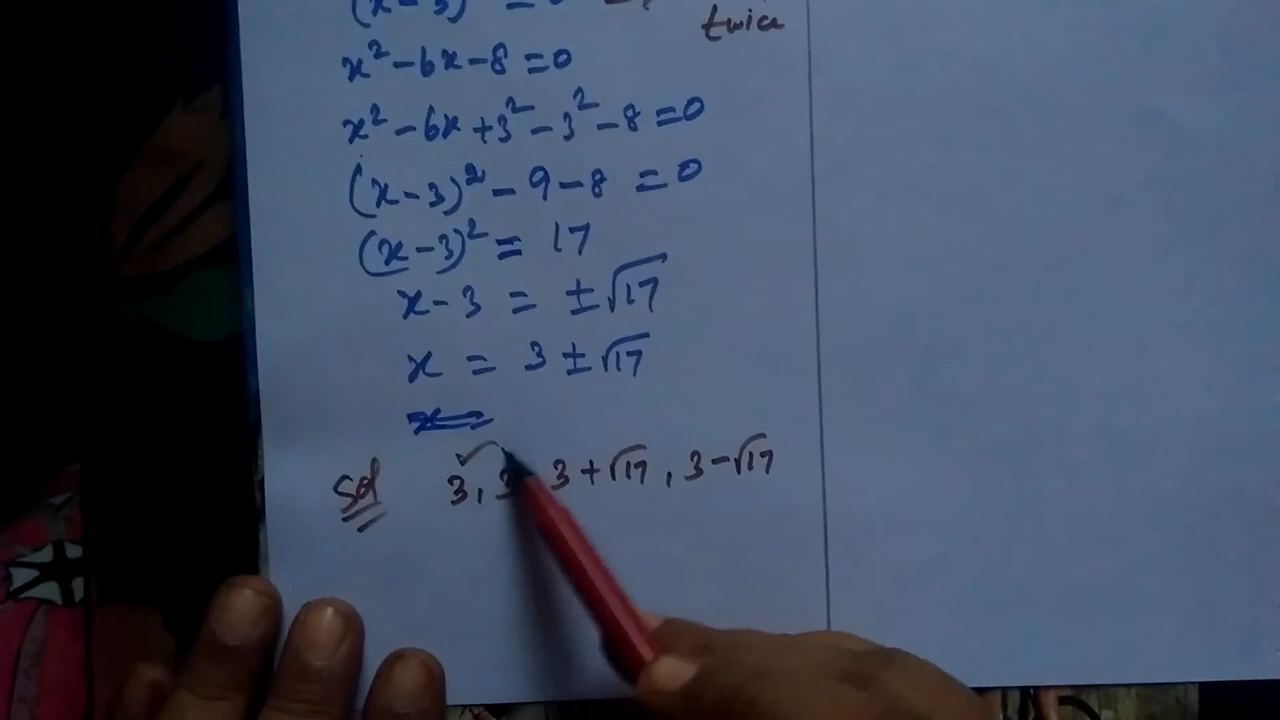 twice
x² - 6x - 8 = 0
x² - 6x + 3² - 3² - 8 = 0
(x - 3)² - 9 - 8 = 0
(x - 3)² = 17
x - 3 = ± √17
x = 3 ± √17
Sol 3, 3 3 + √17, 3 - √17